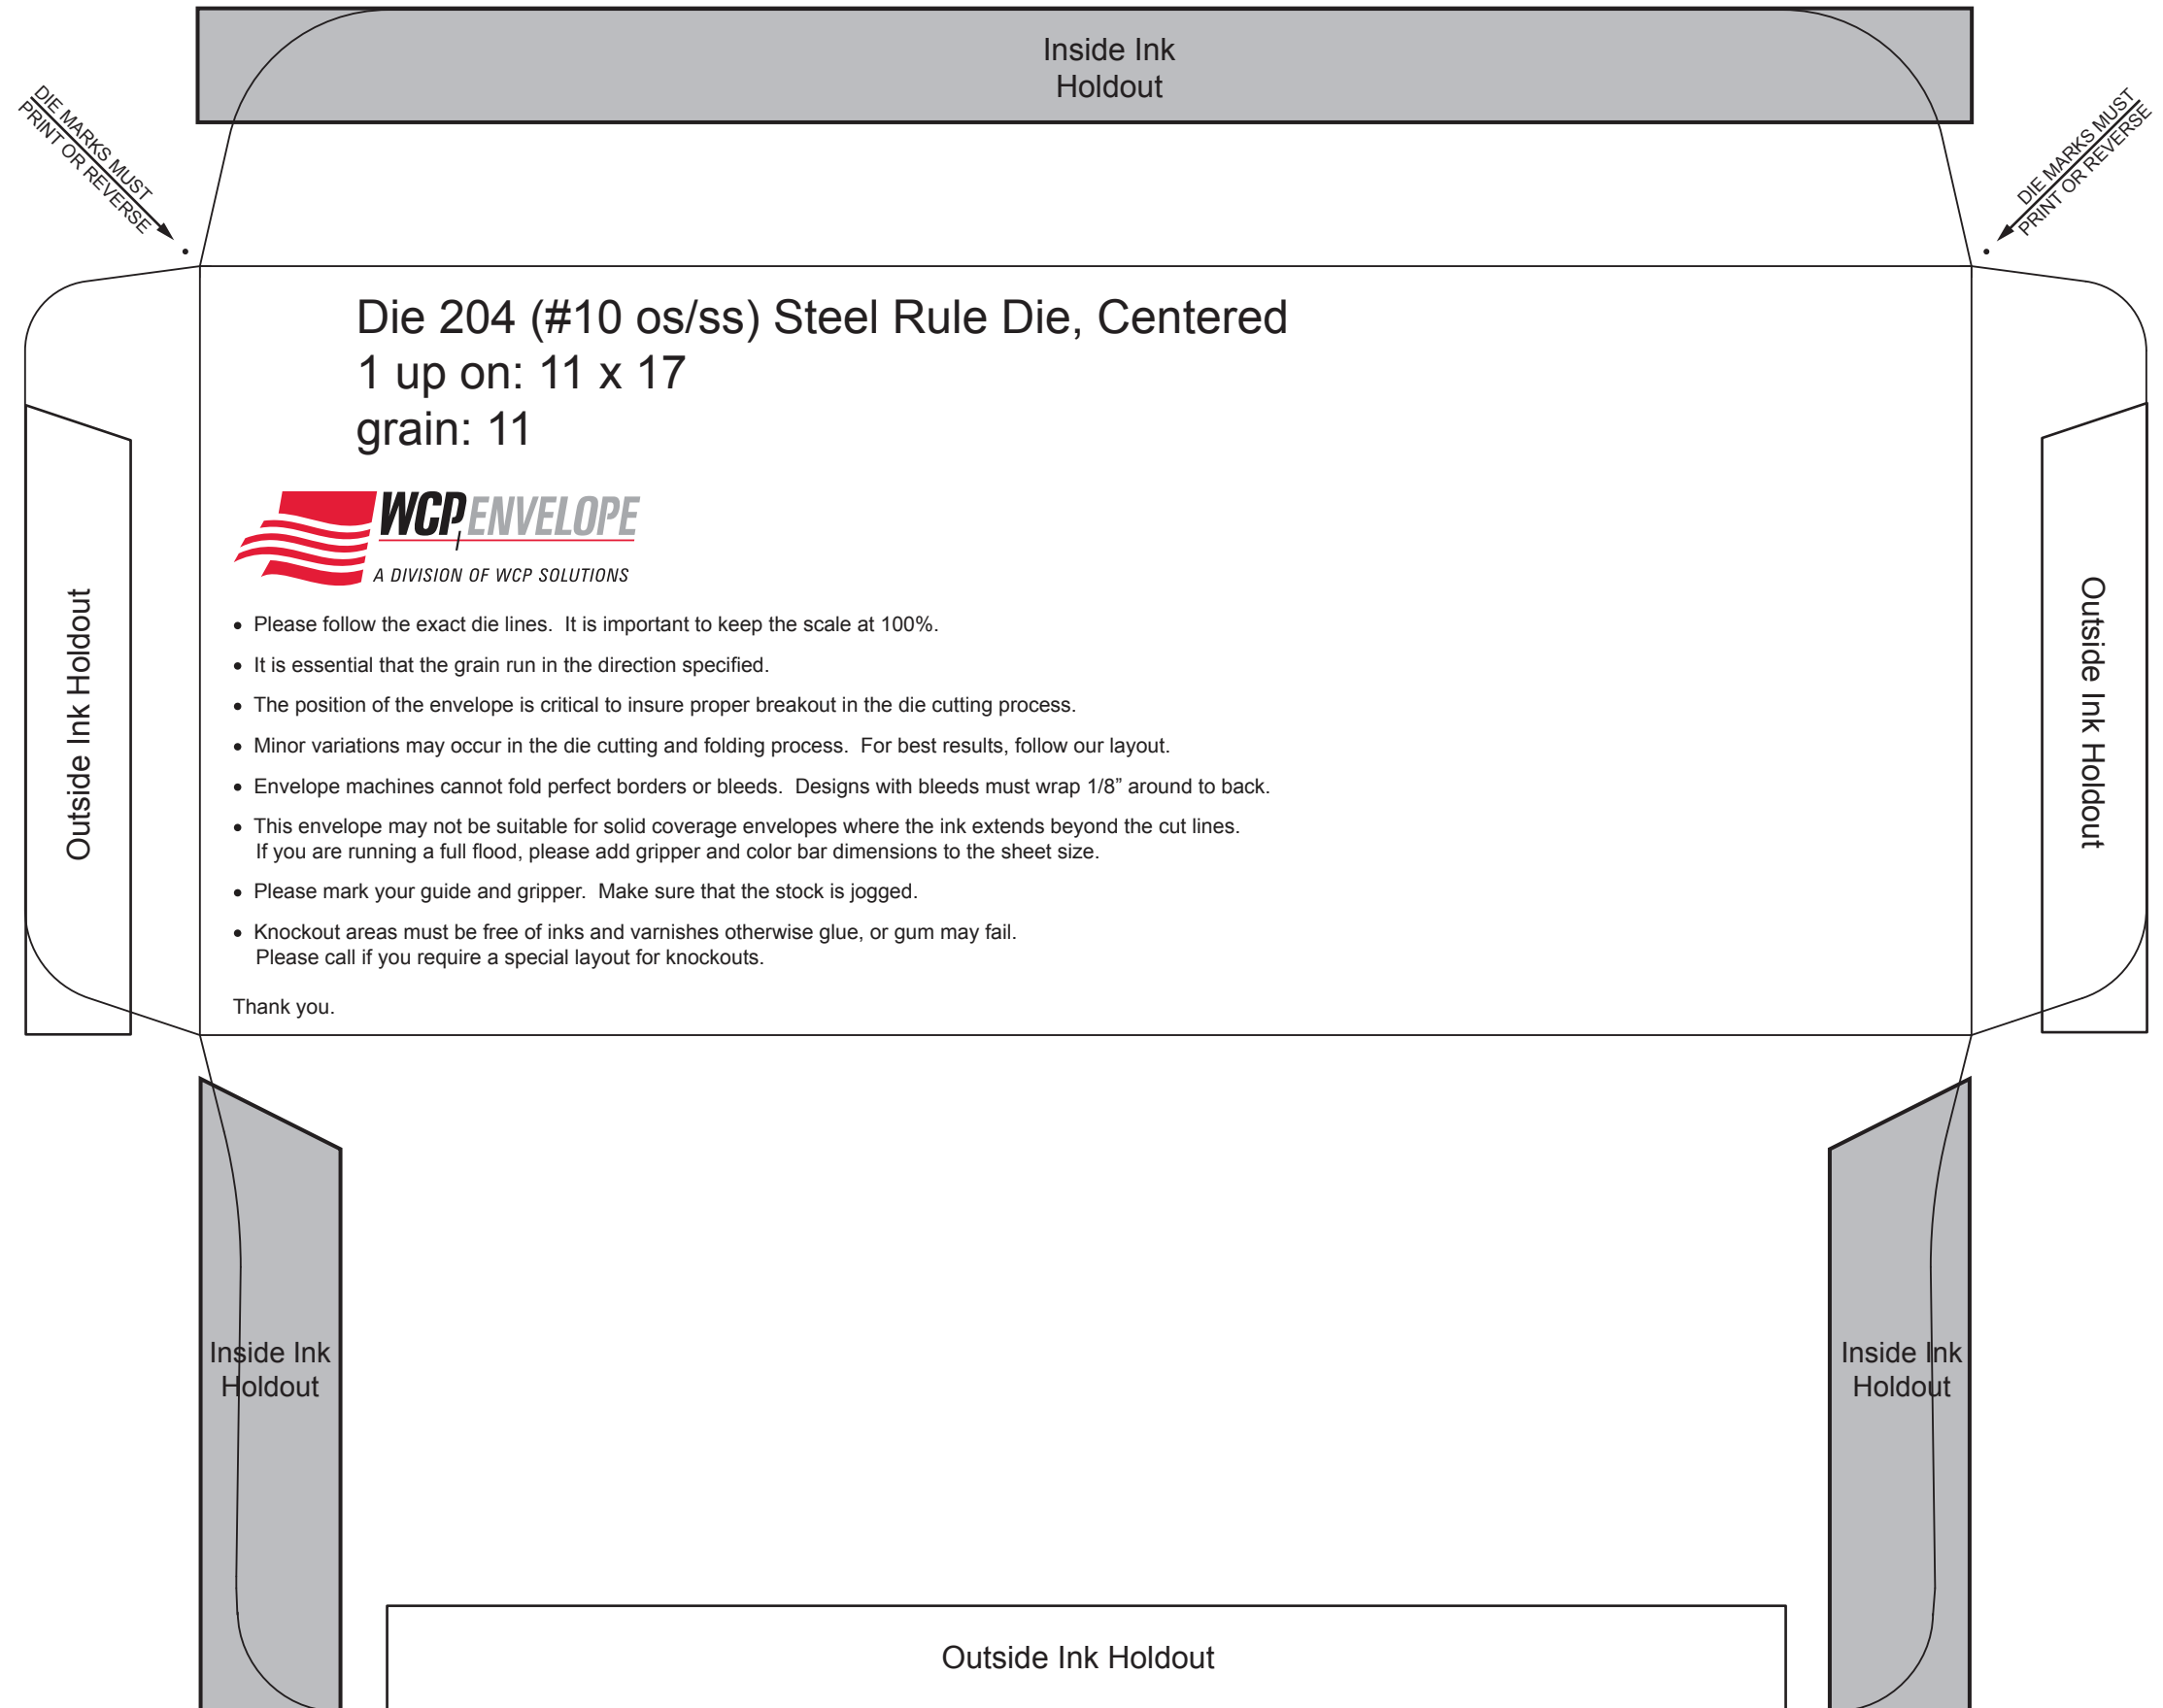 Inside Ink
Holdout
DIE MARKS MUST
PRINT OR REVERSE
DIE MARKS MUST
PRINT OR REVERSE
Die 204 (#10 os/ss) Steel Rule Die, Centered
1 up on: 11 x 17
grain: 11
WCP ENVELOPE
A DIVISION OF WCP SOLUTIONS
• Please follow the exact die lines.  It is important to keep the scale at 100%.
• It is essential that the grain run in the direction specified.
• The position of the envelope is critical to insure proper breakout in the die cutting process.
• Minor variations may occur in the die cutting and folding process.  For best results, follow our layout.
• Envelope machines cannot fold perfect borders or bleeds.  Designs with bleeds must wrap 1/8” around to back.
• This envelope may not be suitable for solid coverage envelopes where the ink extends beyond the cut lines.
If you are running a full flood, please add gripper and color bar dimensions to the sheet size.
• Please mark your guide and gripper.  Make sure that the stock is jogged.
• Knockout areas must be free of inks and varnishes otherwise glue, or gum may fail.
Please call if you require a special layout for knockouts.
Thank you.
Outside Ink Holdout
Outside Ink Holdout
Inside Ink
Holdout
Inside Ink
Holdout
Outside Ink Holdout